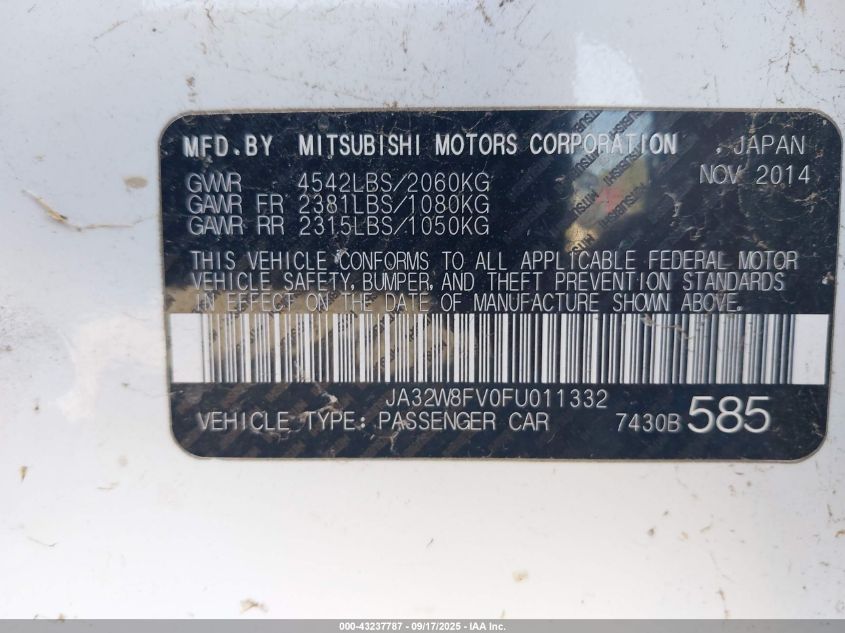 MFD.BY MITSUBISHI MOTORS CORPORATION , JAPAN
GVWR 4542LBS/2060KG NOV 2014
GAWR FR 2381LBS/1080KG
GAWR RR 2315LBS/1050KG
THIS VEHICLE CONFORMS TO ALL APPLICABLE FEDERAL MOTOR
VEHICLE SAFETY, BUMPER, AND THEFT PREVENTION STANDARDS
IN EFFECT ON THE DATE OF MANUFACTURE SHOWN ABOVE.
JA32W8FV0FU011332
VEHICLE TYPE: PASSENGER CAR 7430B 585
000-43237787 - 09/17/2025 - IAA Inc.